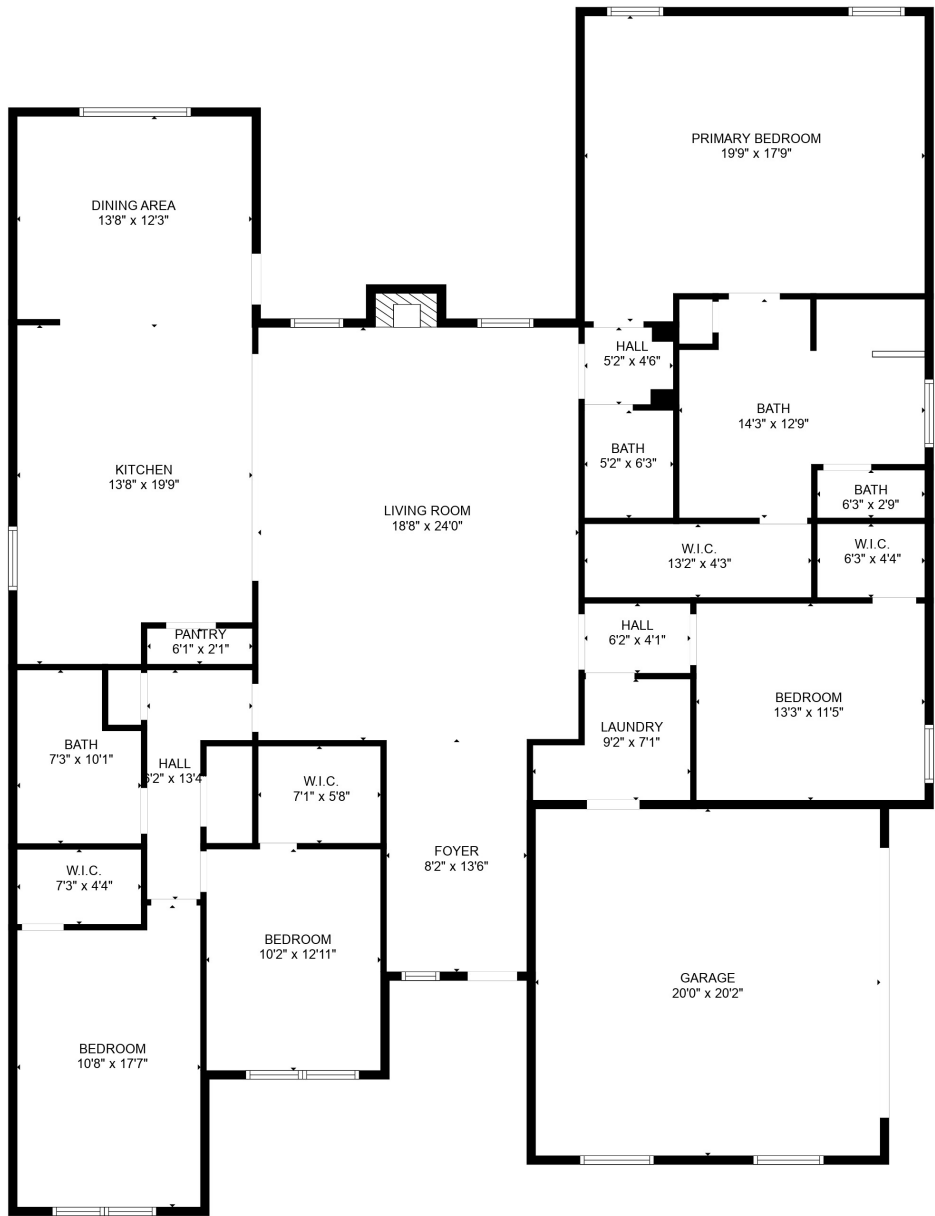 PRIMARY BEDROOM
19'9" x 17'9"
DINING AREA
13'8" x 12'3"
HALL
5'2" x 4'6"
BATH
14'3" x 12'9"
BATH
5'2" x 6'3"
KITCHEN
13'8" x 19'9"
LIVING ROOM
18'8" x 24'0"
BATH
6'3" x 2'9"
W.I.C.
13'2" x 4'3"
W.I.C.
6'3" x 4'4"
PANTRY
6'1" x 2'1"
HALL
6'2" x 4'1"
BEDROOM
13'3" x 11'5"
LAUNDRY
9'2" x 7'1"
BATH
7'3" x 10'1"
HALL
6'2" x 13'4"
W.I.C.
7'1" x 5'8"
FOYER
8'2" x 13'6"
W.I.C.
7'3" x 4'4"
BEDROOM
10'2" x 12'11"
GARAGE
20'0" x 20'2"
BEDROOM
10'8" x 17'7"